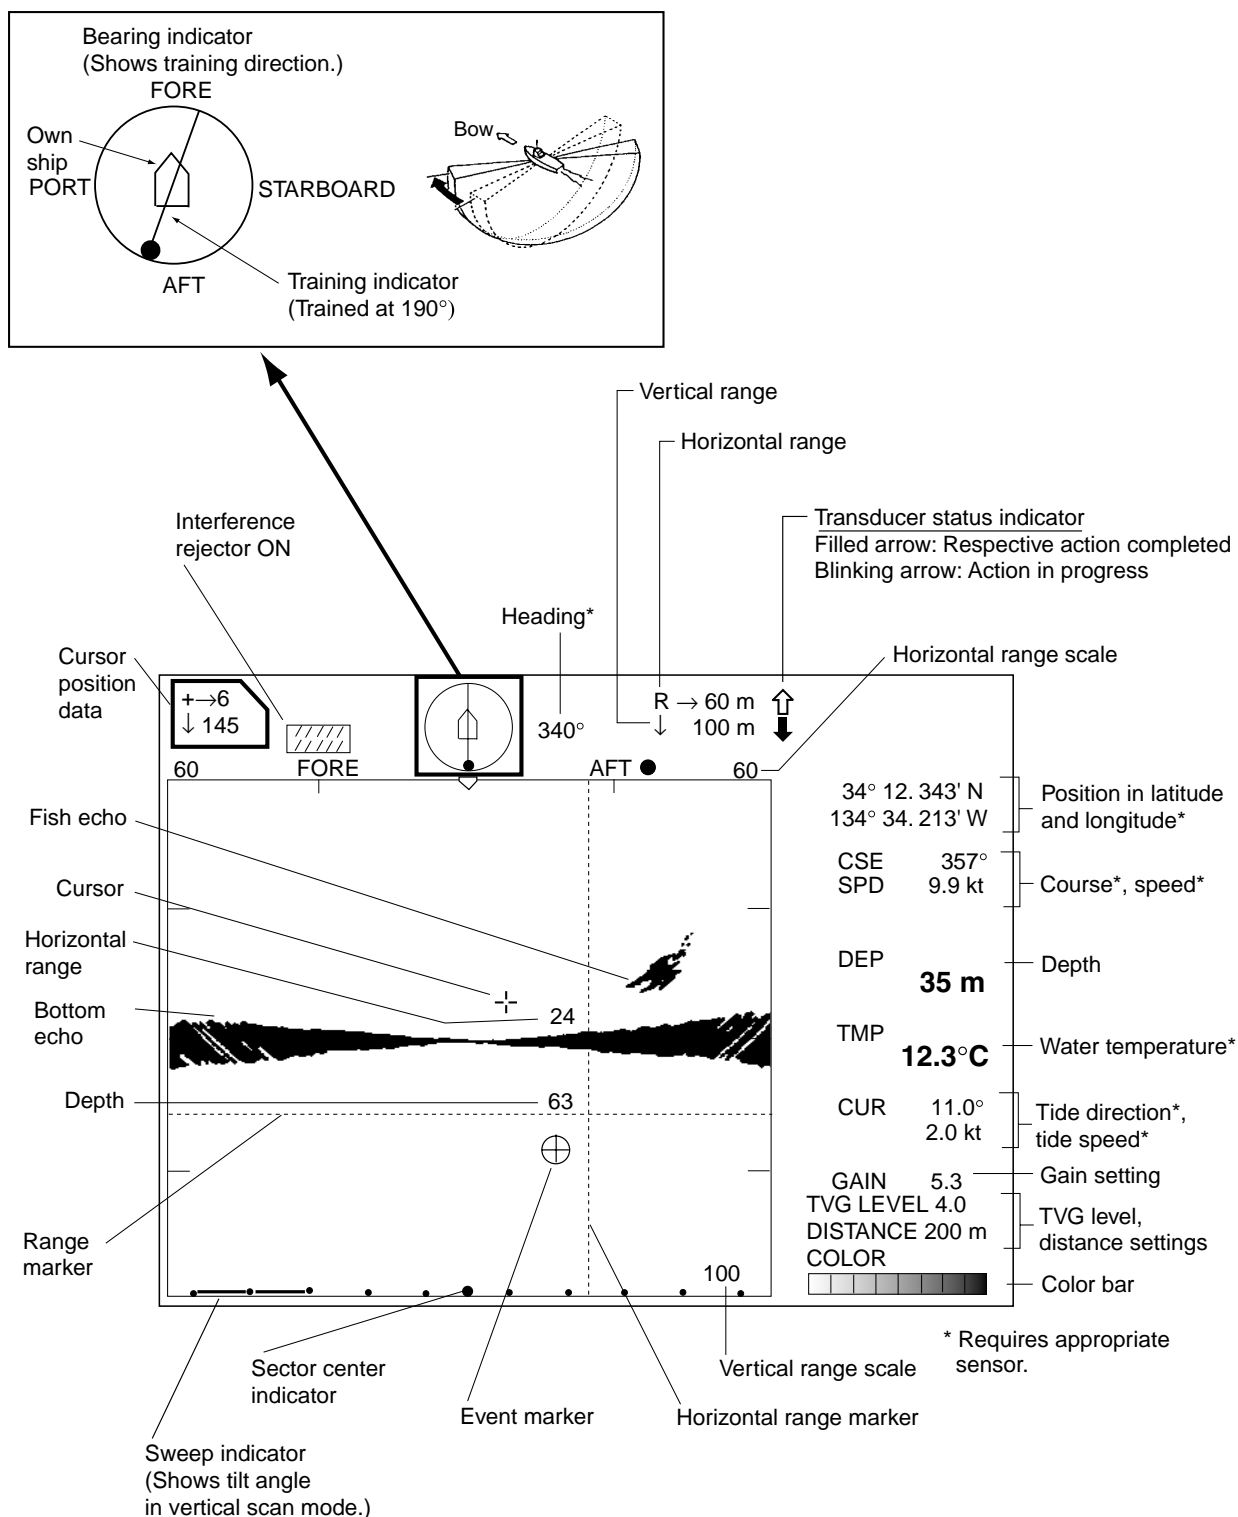 Bearing indicator
(Shows training direction.)
FORE
Own
ship
PORT
STARBOARD
AFT
Training indicator
(Trained at 190°)
Bow
Vertical range
Horizontal range
Interference
rejector ON
Transducer status indicator
Filled arrow: Respective action completed
Blinking arrow: Action in progress
Heading*
Cursor
position
data
Horizontal range scale
+→6
↓ 145
340°
R → 60 m
↓ 100 m
60
FORE
AFT
60
34° 12. 343' N
134° 34. 213' W
Position in latitude
and longitude*
Fish echo
CSE 357°
SPD 9.9 kt
Course*, speed*
Cursor
Horizontal
range
DEP
35 m
Depth
Bottom
echo
24
TMP
12.3°C
Water temperature*
Depth
63
CUR 11.0°
2.0 kt
Tide direction*,
tide speed*
GAIN 5.3
Gain setting
TVG LEVEL 4.0
DISTANCE 200 m
TVG level,
distance settings
Range
marker
COLOR
Color bar
100
* Requires appropriate
sensor.
Sector center
indicator
Vertical range scale
Event marker
Horizontal range marker
Sweep indicator
(Shows tilt angle
in vertical scan mode.)